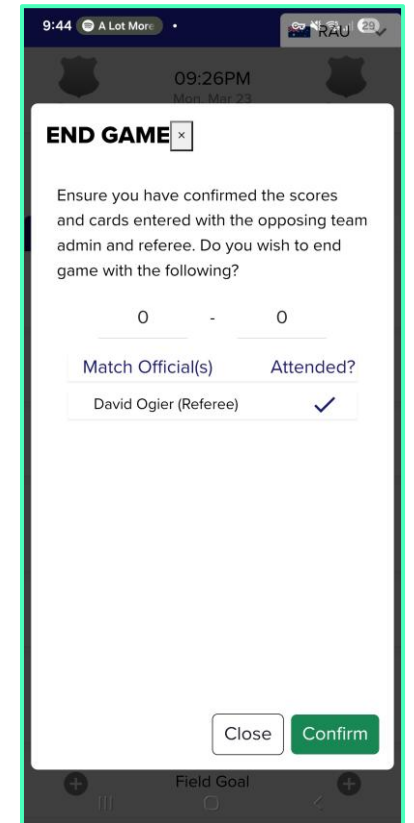 9:44 A Lot More •
RAU 29
09:26PM
Mon, Mar 23
END GAME ×
Ensure you have confirmed the scores
and cards entered with the opposing team
admin and referee. Do you wish to end
game with the following?
0 - 0
Match Official(s) Attended?
David Ogier (Referee)
Close Confirm
Field Goal